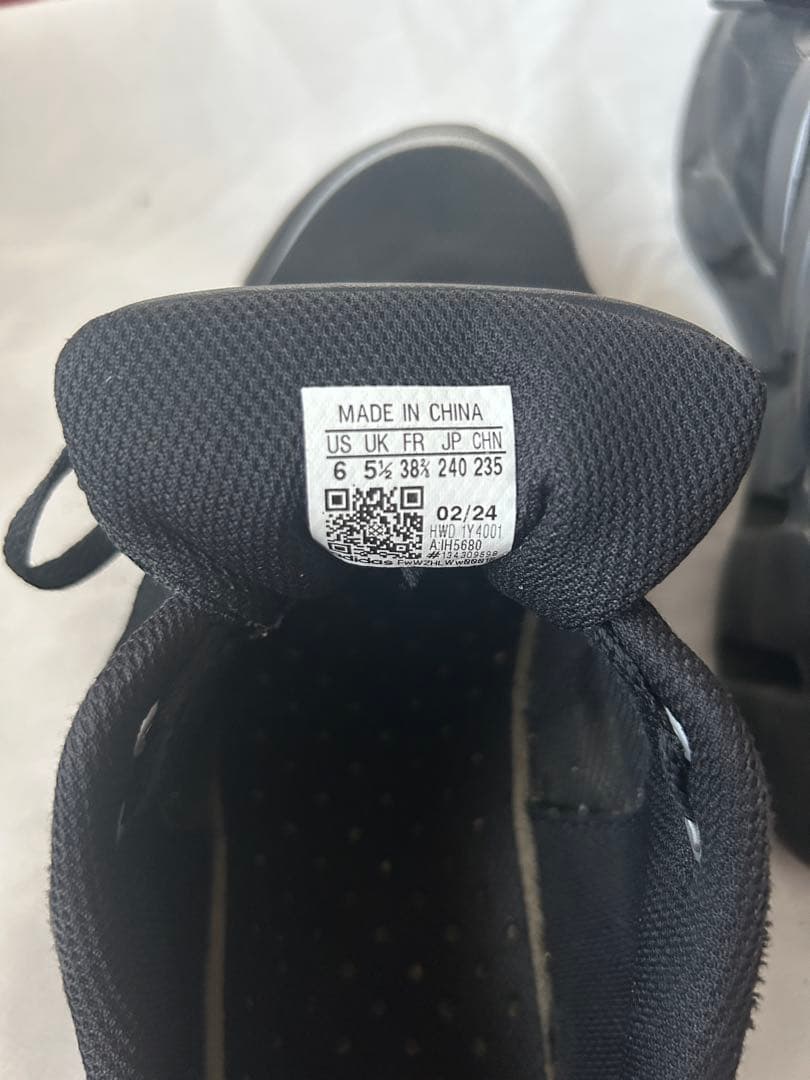 MADE IN CHINA
US UK FR JP CHN
6 5½ 38⅔ 240 235
02/24
HWD 1Y4001
A:IH5680
adidas